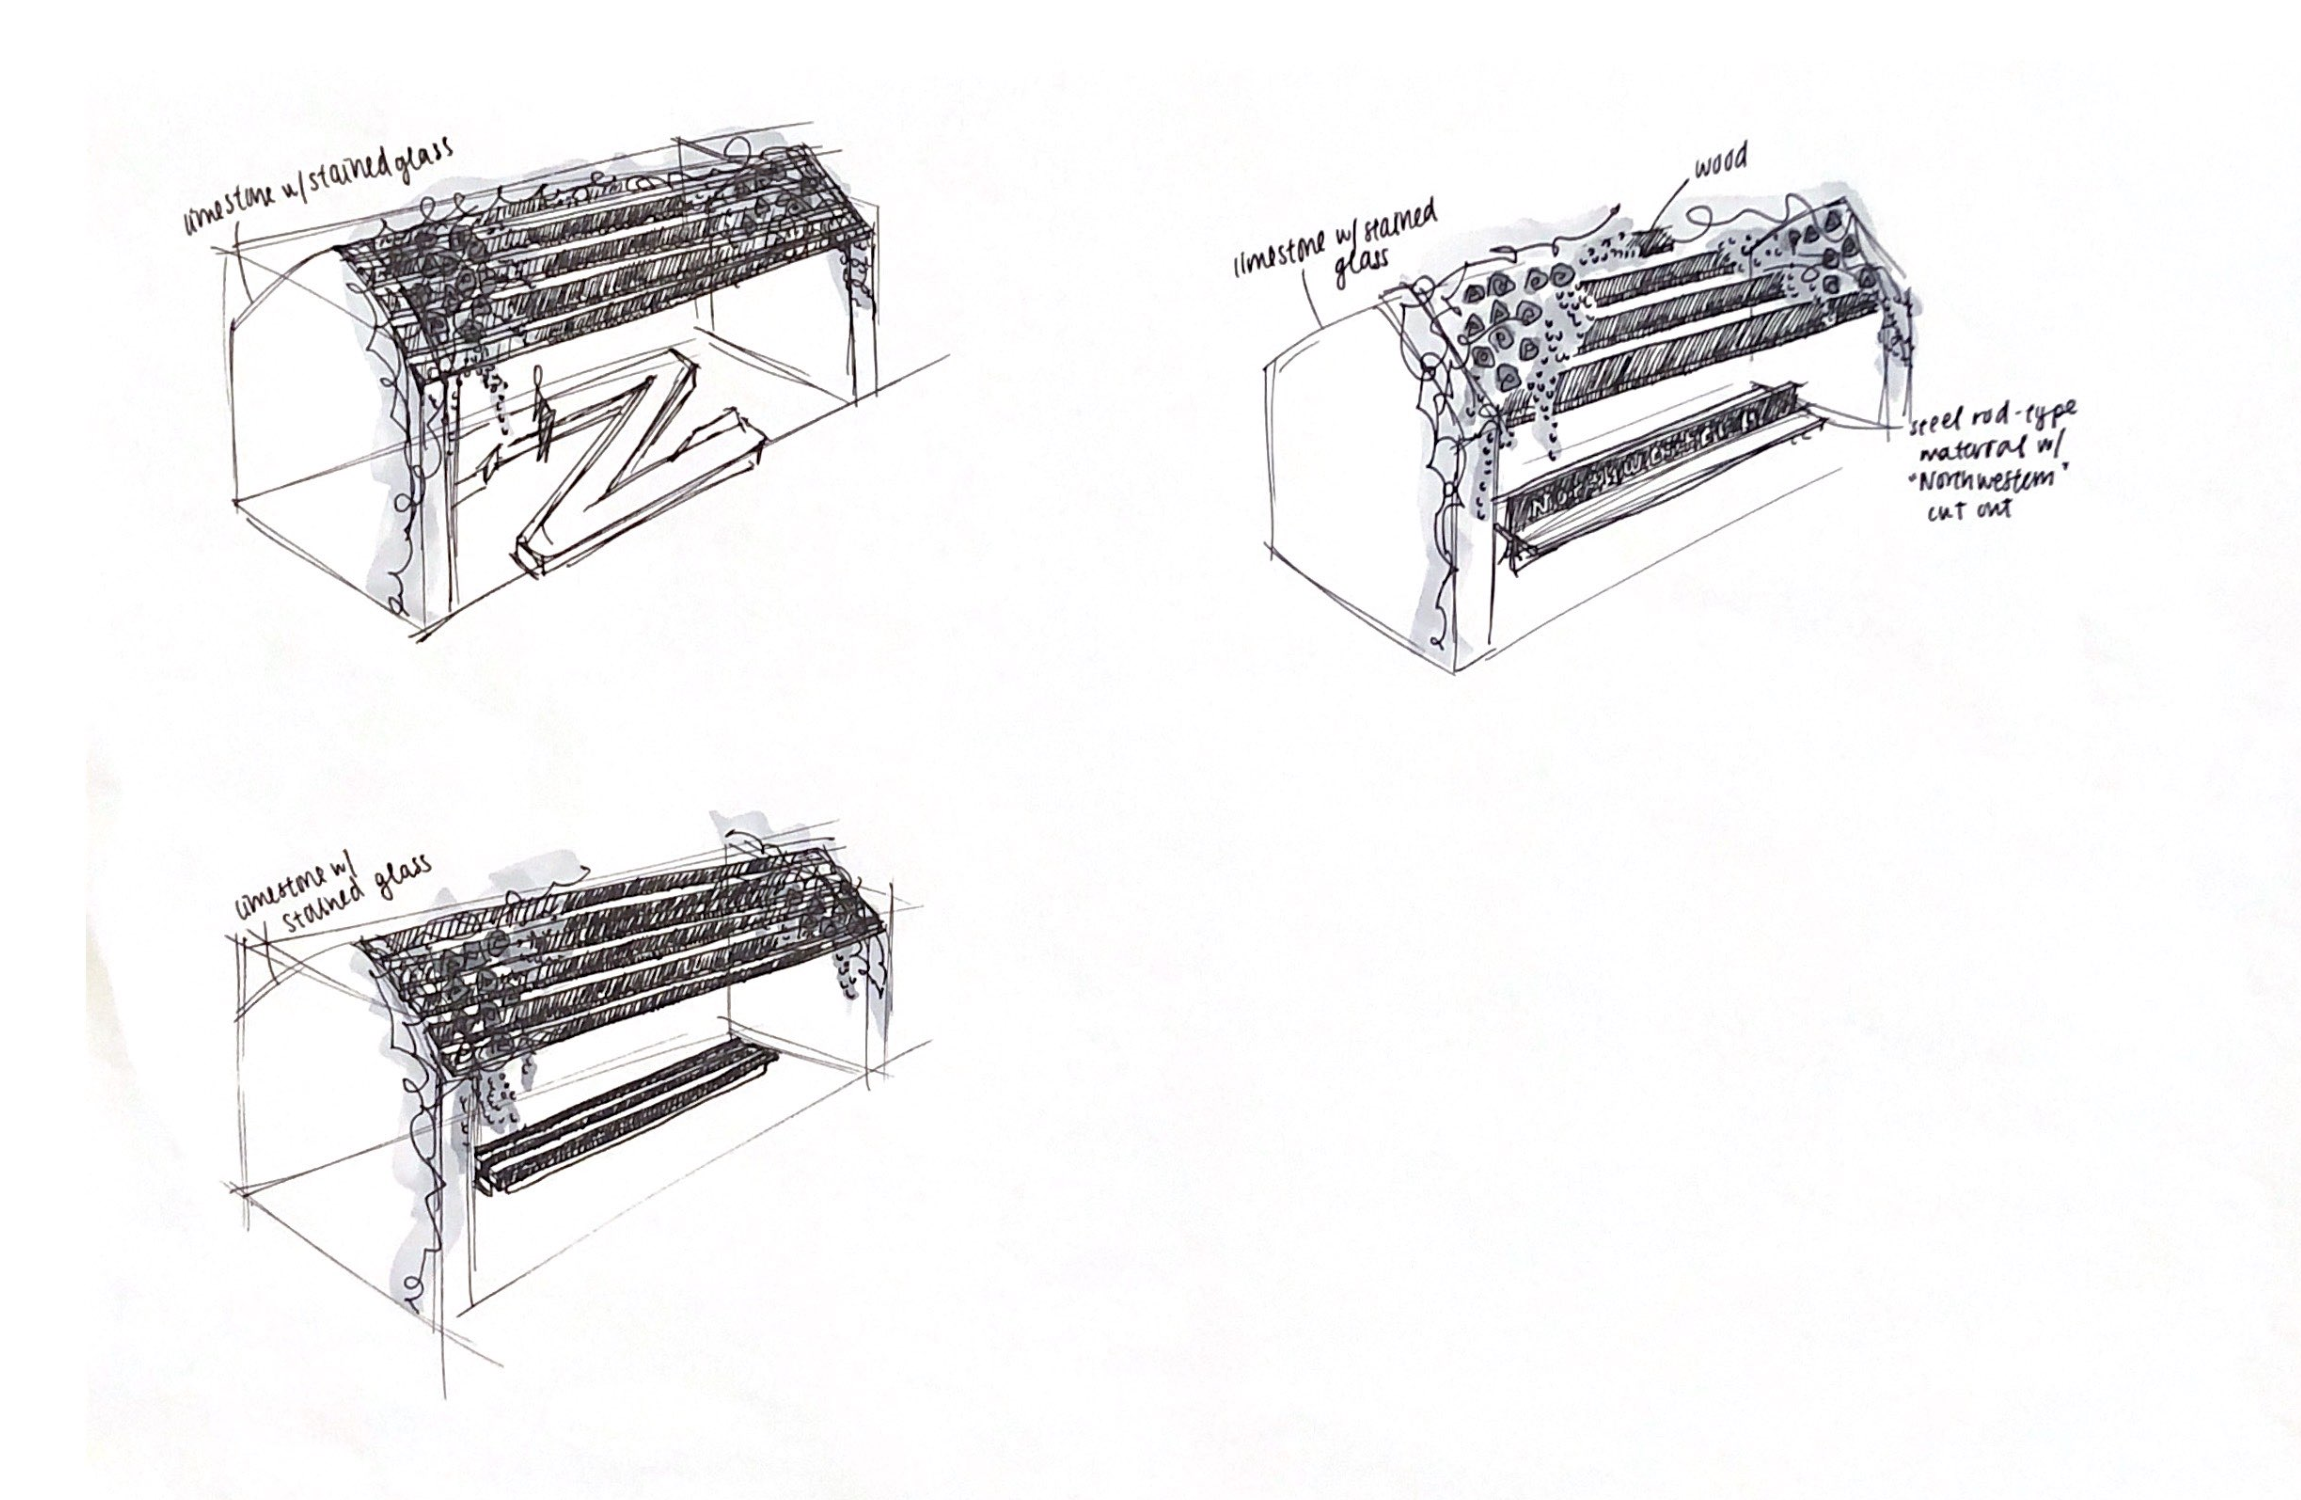 limestone w/stained glass
wood
limestone w/ stained
glass
steel rod-type
material w/
"Northwestern"
cut out
NORTHWESTERN
limestone w/
stained glass